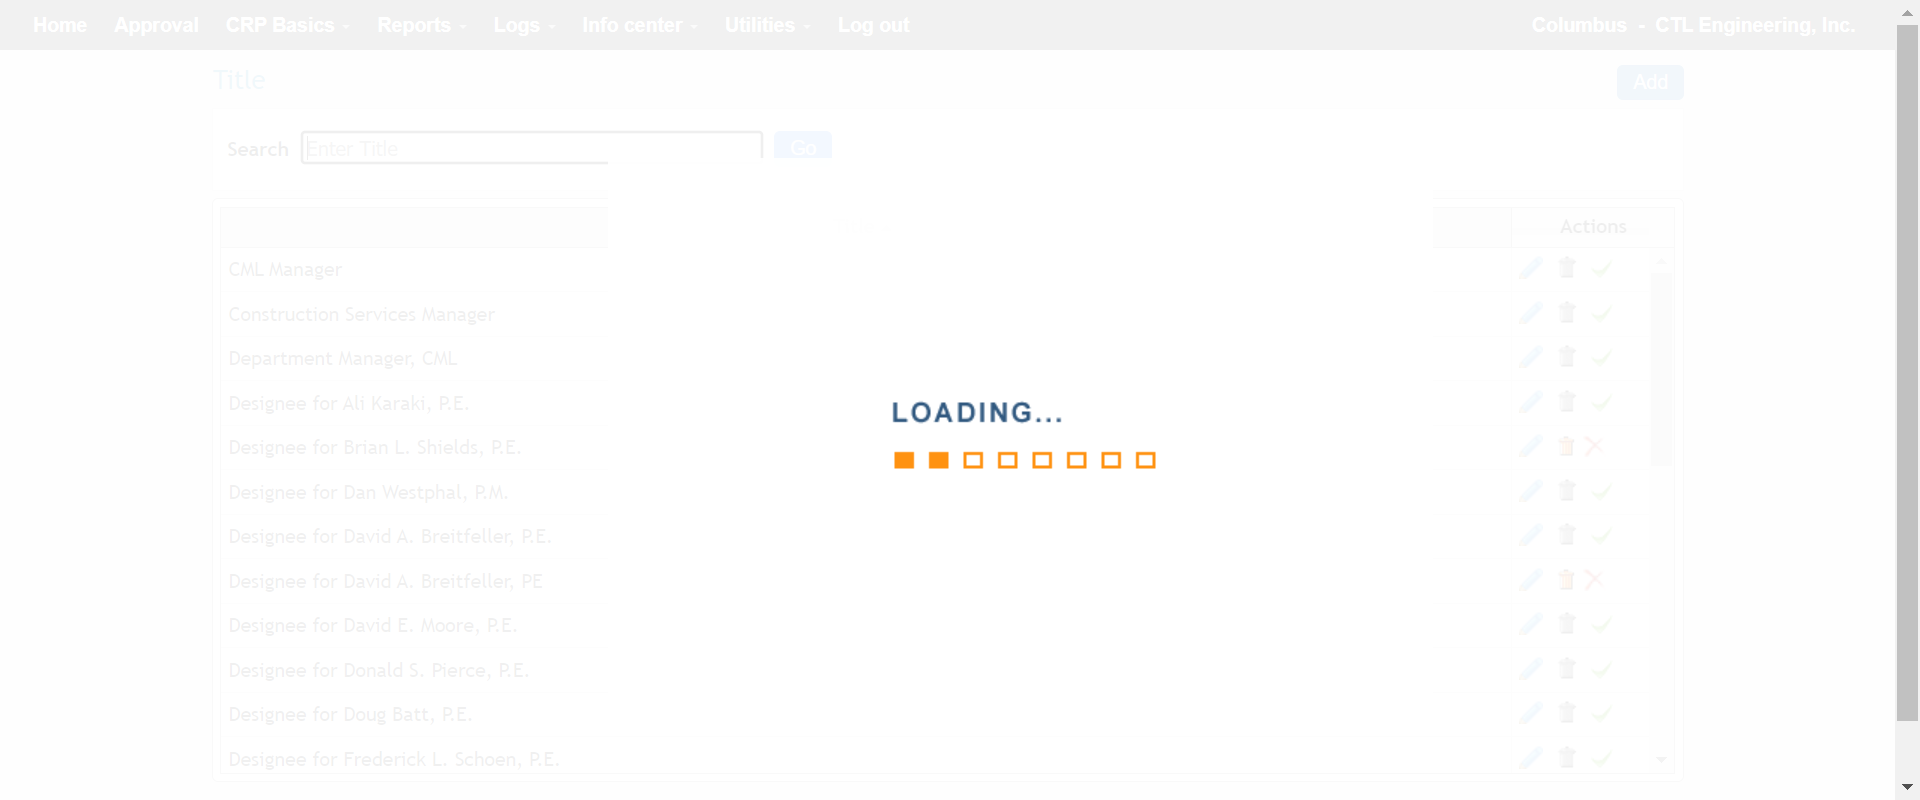 Home Approval CRP Basics Reports Logs Info center Utilities Log out Columbus - CTL Engineering, Inc.
Title Add
Search Enter Title Go
Actions
CML Manager
Construction Services Manager
Department Manager, CML
Designee for Ali Karaki, P.E.
LOADING...
Designee for Brian L. Shields, P.E.
Designee for Dan Westphal, P.M.
Designee for David A. Breitfeller, P.E.
Designee for David A. Breitfeller, PE
Designee for David E. Moore, P.E.
Designee for Donald S. Pierce, P.E.
Designee for Doug Batt, P.E.
Designee for Frederick L. Schoen, P.E.